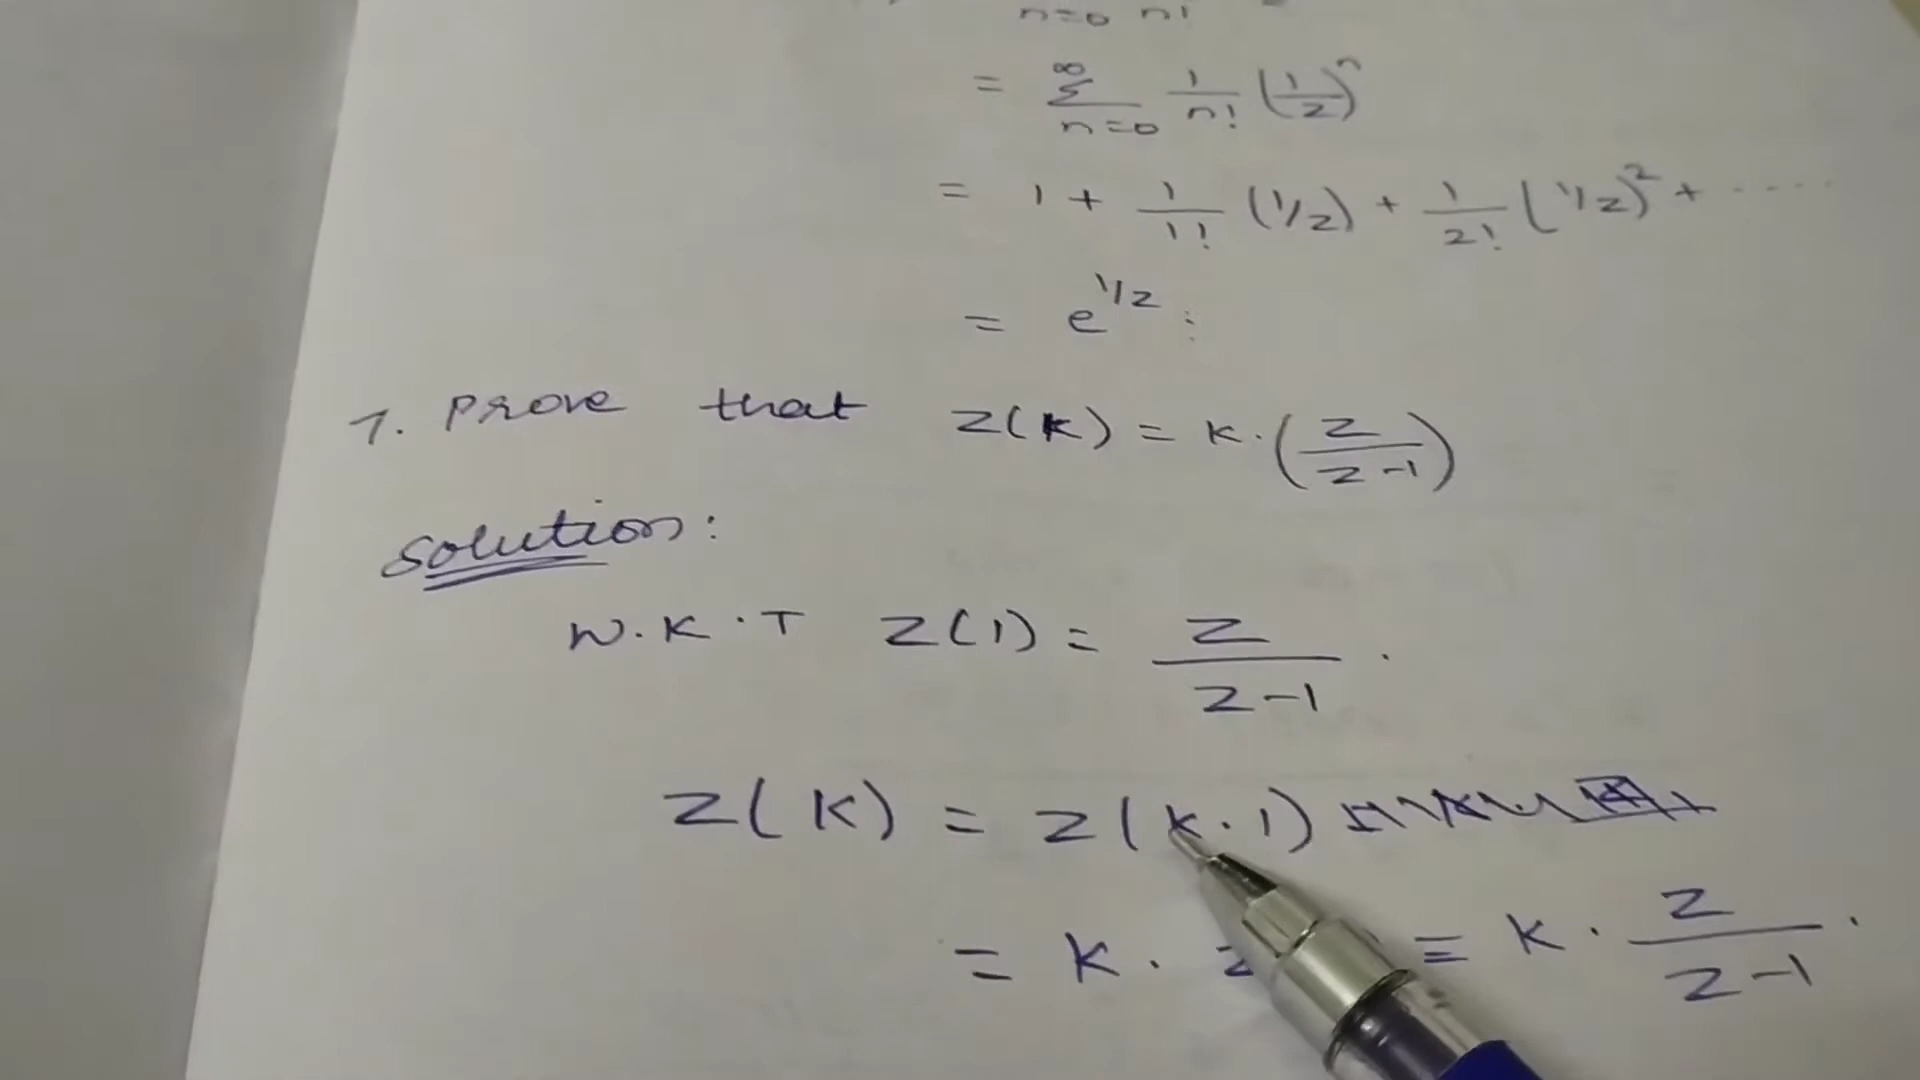 n=0 n!
= ∞ Σ n=0 1/n! (1/z)^n
= 1 + 1/1! (1/z) + 1/2! (1/z)^2 + .....
= e^1/z :
7. Prove that Z(K) = K. (z/z-1)
Solution:
W.K.T Z(1) = z/z-1 .
Z(K) = Z(K.1)
= K. = K. z/z-1 .